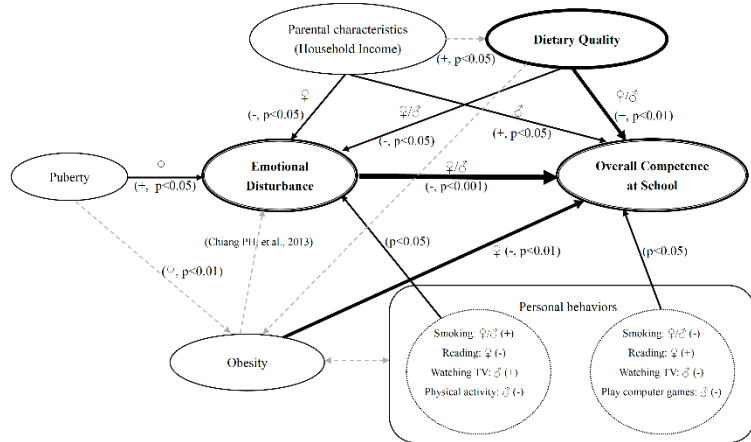 Parental characteristics
(Household Income)
Dietary Quality
(+, p<0.05)
♀
(-, p<0.05)
♀/♂
(-, p<0.05)
♂
(+, p<0.05)
♀/♂
(+, p<0.01)
Puberty
(+, p<0.05)
Emotional
Disturbance
♀/♂
(-, p<0.001)
Overall Competence
at School
(Chiang PH, et al., 2013)
(♀, p<0.01)
(p<0.05)
♀ (-, p<0.01)
(p<0.05)
Obesity
Personal behaviors
Smoking: ♀/♂ (+)
Reading: ♀ (-)
Watching TV: ♂ (+)
Physical activity: ♂ (-)
Smoking: ♀/♂ (-)
Reading: ♀ (+)
Watching TV: ♂ (-)
Play computer games: ♂ (-)